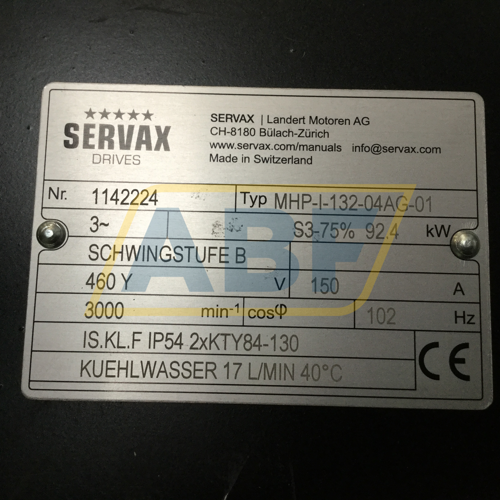 ★★★★★
SERVAX
DRIVES
SERVAX | Landert Motoren AG
CH-8180 Bülach-Zürich
www.servax.com/manuals info@servax.com
Made in Switzerland
Nr. 1142224 Typ MHP-I-132-04AG-01
3~ S3-75% 92.4 kW
SCHWINGSTUFE B
460 Y V 150 A
3000 min⁻¹ cosφ 102 Hz
IS.KL.F IP54 2xKTY84-130
KUEHLWASSER 17 L/MIN 40°C
CE
ABF